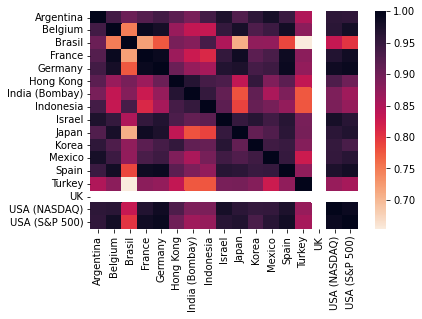 Argentina
Belgium
Brasil
France
Germany
Hong Kong
India (Bombay)
Indonesia
Israel
Japan
Korea
Mexico
Spain
Turkey
UK
USA (NASDAQ)
USA (S&P 500)
Argentina
Belgium
Brasil
France
Germany
Hong Kong
India (Bombay)
Indonesia
Israel
Japan
Korea
Mexico
Spain
Turkey
UK
USA (NASDAQ)
USA (S&P 500)
1.00
0.95
0.90
0.85
0.80
0.75
0.70